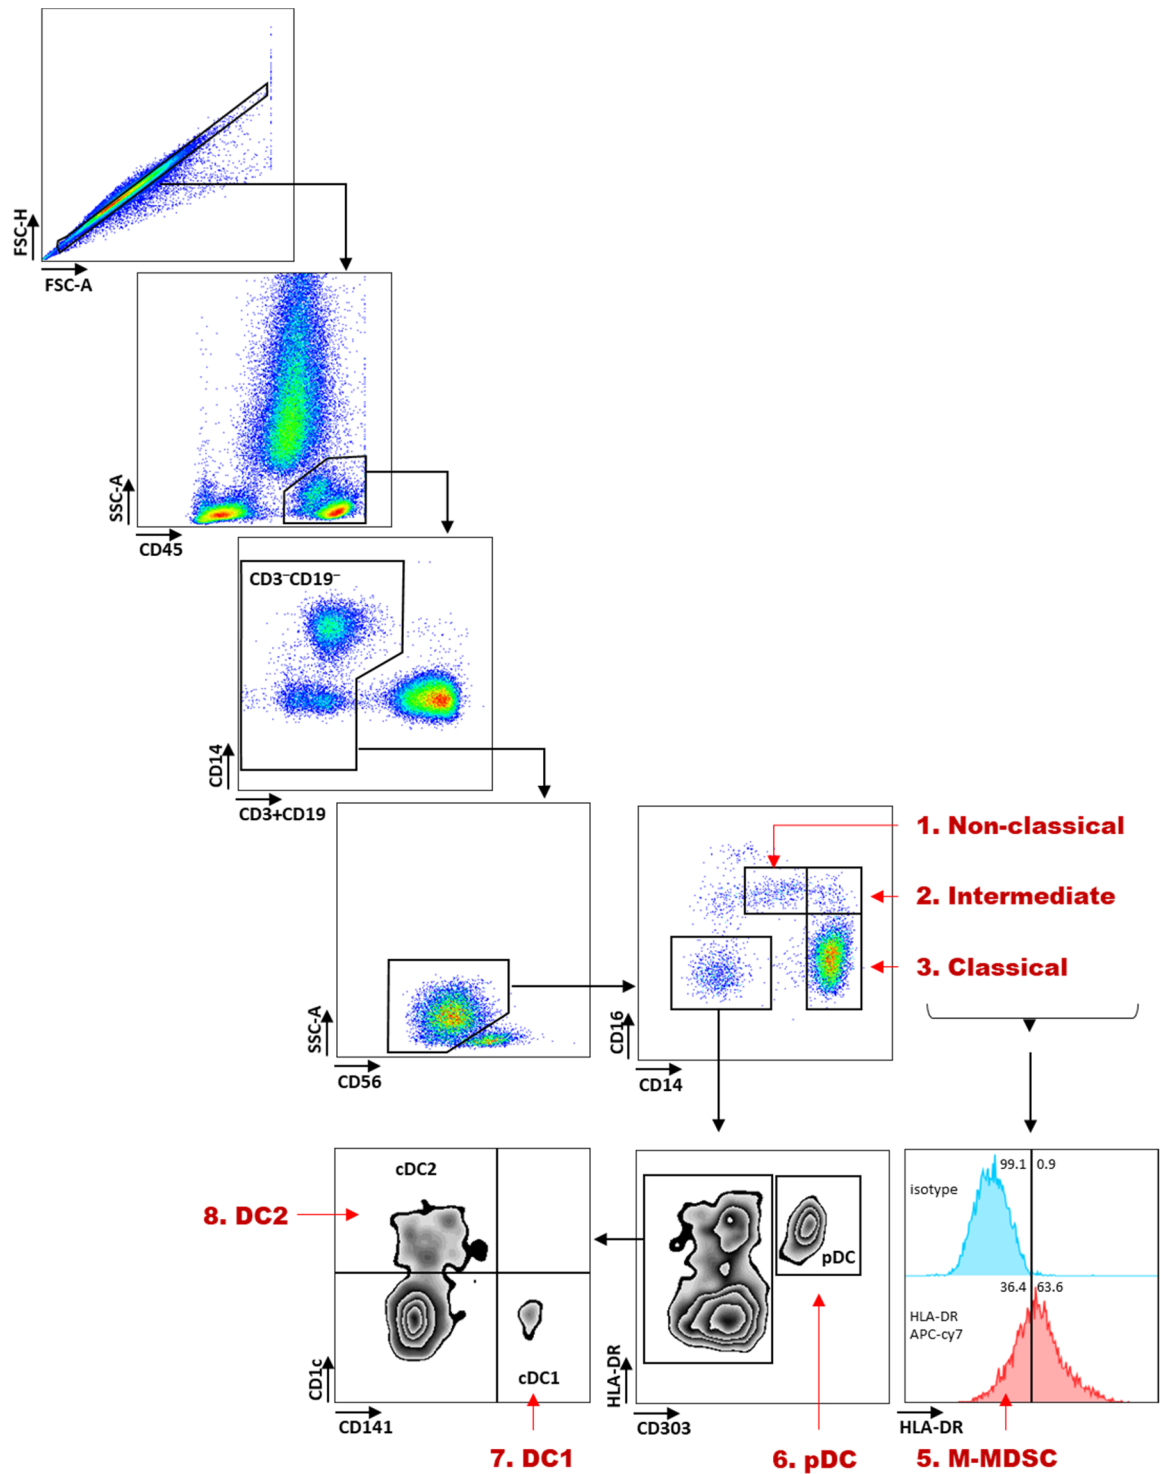 FSC-H
FSC-A
SSC-A
CD45
CD3⁻CD19⁻
CD14
CD3+CD19
SSC-A
CD56
CD16
CD14
1. Non-classical
2. Intermediate
3. Classical
cDC2
8. DC2
cDC1
CD1c
CD141
7. DC1
pDC
HLA-DR
CD303
6. pDC
99.1 0.9
isotype
36.4 63.6
HLA-DR
APC-cy7
HLA-DR
5. M-MDSC